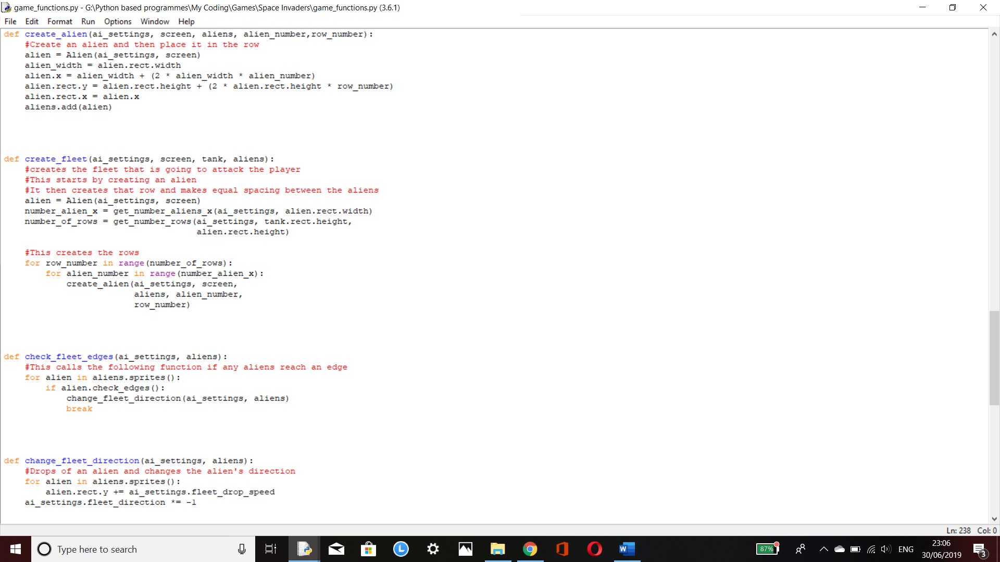 game_functions.py - G:\Python based programmes\My Coding\Games\Space Invaders\game_functions.py (3.6.1)
File Edit Format Run Options Window Help
def create_alien(ai_settings, screen, aliens, alien_number,row_number):
    #Create an alien and then place it in the row
    alien = Alien(ai_settings, screen)
    alien_width = alien.rect.width
    alien.x = alien_width + (2 * alien_width * alien_number)
    alien.rect.y = alien.rect.height + (2 * alien.rect.height * row_number)
    alien.rect.x = alien.x
    aliens.add(alien)
def create_fleet(ai_settings, screen, tank, aliens):
    #creates the fleet that is going to attack the player
    #This starts by creating an alien
    #It then creates that row and makes equal spacing between the aliens
    alien = Alien(ai_settings, screen)
    number_alien_x = get_number_aliens_x(ai_settings, alien.rect.width)
    number_of_rows = get_number_rows(ai_settings, tank.rect.height,
                                     alien.rect.height)
    #This creates the rows
    for row_number in range(number_of_rows):
        for alien_number in range(number_alien_x):
            create_alien(ai_settings, screen,
                         aliens, alien_number,
                         row_number)
def check_fleet_edges(ai_settings, aliens):
    #This calls the following function if any aliens reach an edge
    for alien in aliens.sprites():
        if alien.check_edges():
            change_fleet_direction(ai_settings, aliens)
            break
def change_fleet_direction(ai_settings, aliens):
    #Drops of an alien and changes the alien's direction
    for alien in aliens.sprites():
        alien.rect.y += ai_settings.fleet_drop_speed
    ai_settings.fleet_direction *= -1
Ln: 238 Col: 0
Type here to search
87%
ENG
23:06
30/06/2019
3